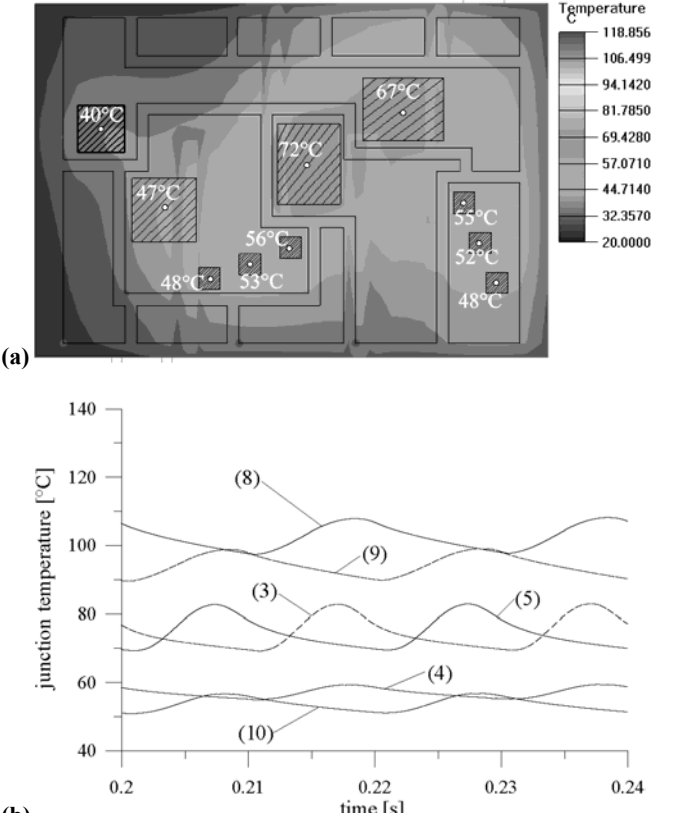 Temperature
C
118.856
106.499
94.1420
81.7850
69.4280
57.0710
44.7140
32.3570
20.0000
67°C
40°C
72°C
47°C
56°C
55°C
52°C
48°C
53°C
48°C
(a)
140
120
100
80
60
40
junction temperature [°C]
(8)
(9)
(3)
(5)
(4)
(10)
0.2
0.21
0.22
0.23
0.24
time [s]
(b)